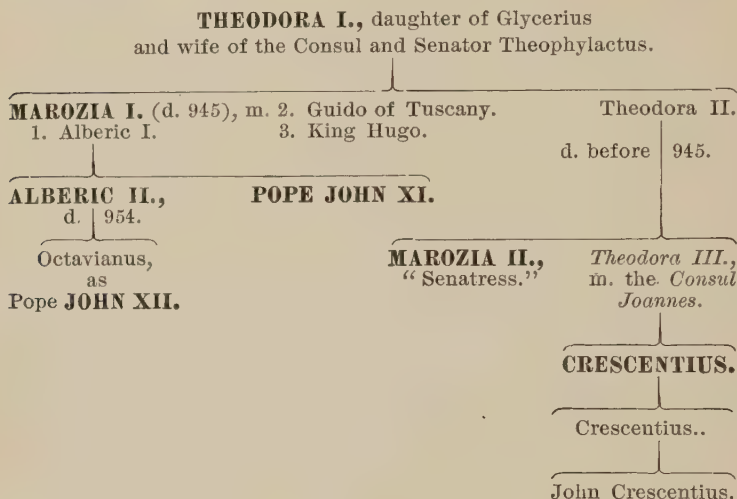 THEODORA I., daughter of Glycerius
and wife of the Consul and Senator Theophylactus.
MAROZIA I. (d. 945), m. 2. Guido of Tuscany.
1. Alberic I. 3. King Hugo.
Theodora II.
d. before 945.
ALBERIC II.,
d. 954.
POPE JOHN XI.
Octavianus,
as
Pope JOHN XII.
MAROZIA II.,
"Senatress."
Theodora III.,
m. the Consul
Joannes.
CRESCENTIUS.
Crescentius..
John Crescentius.